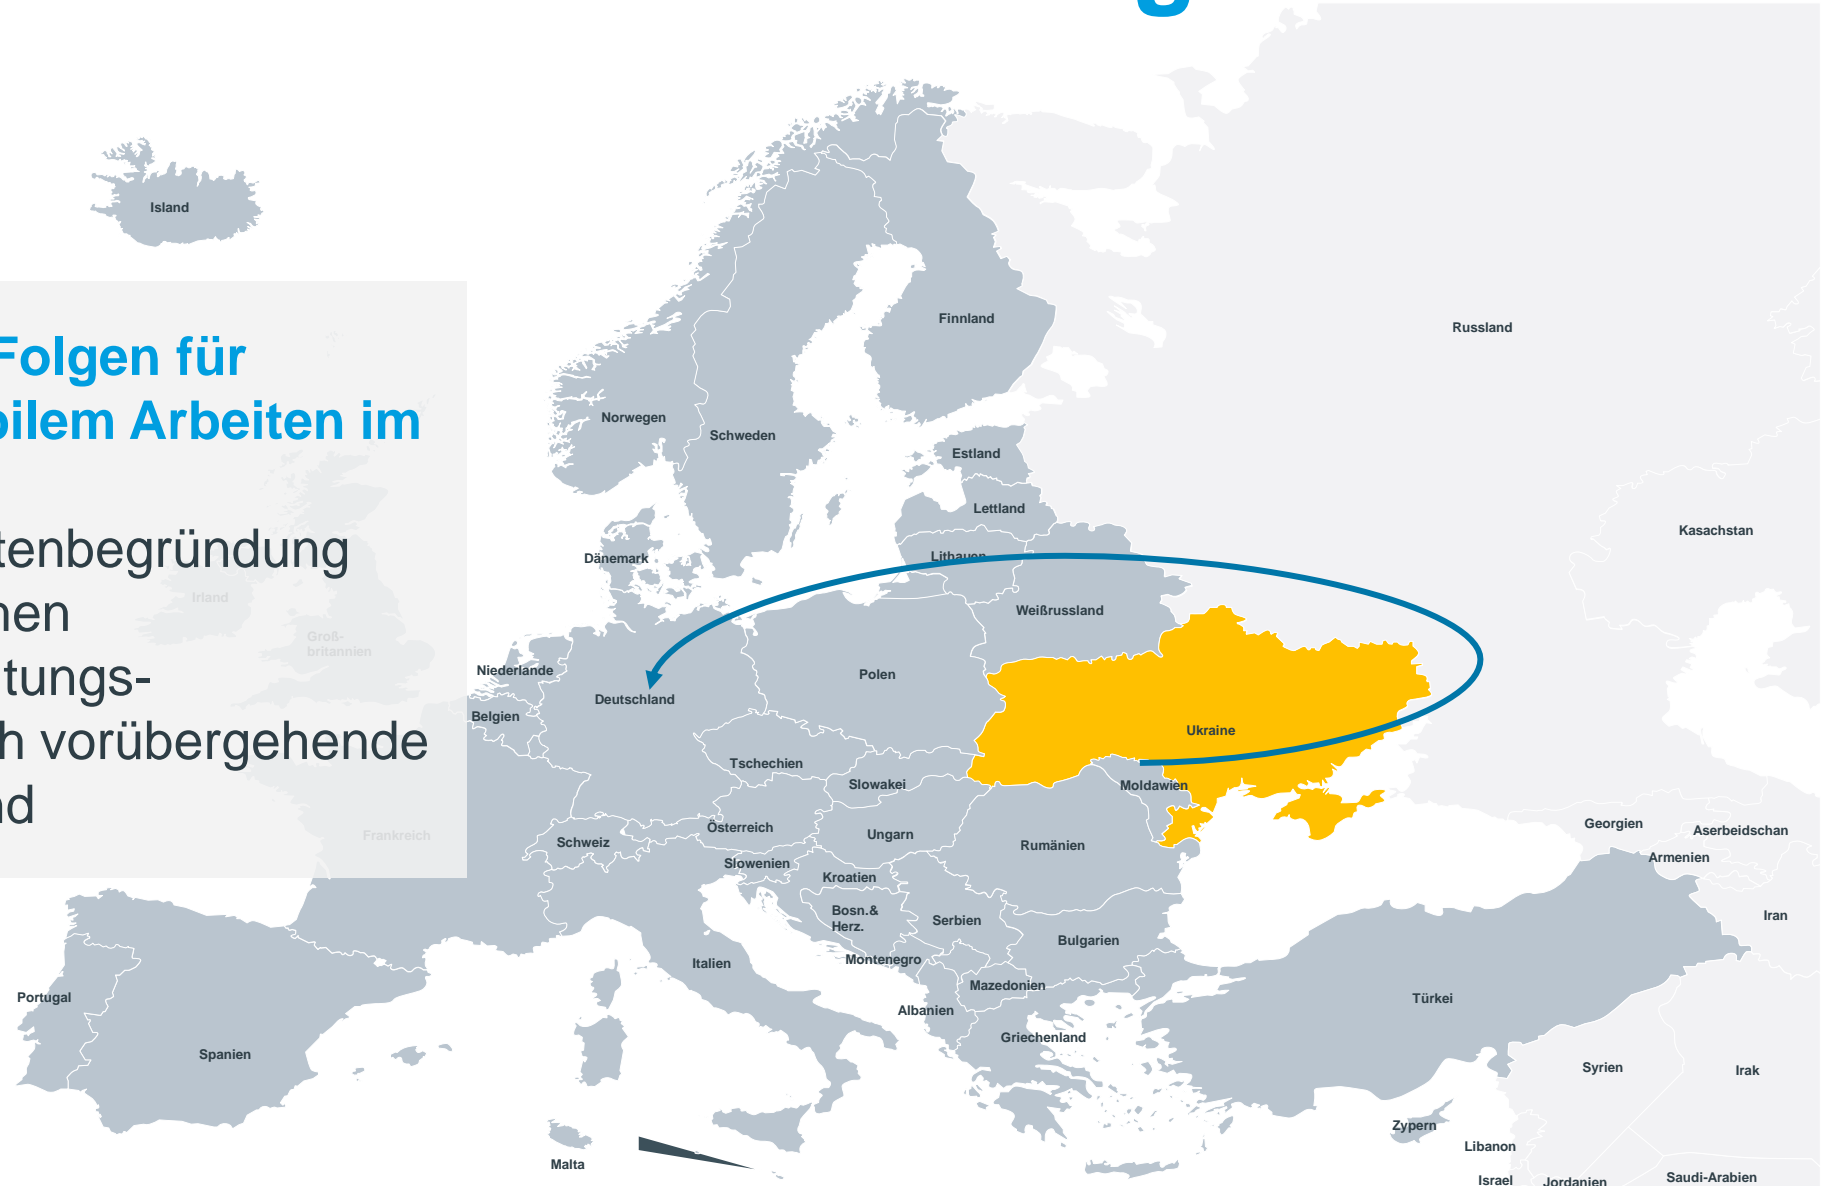 g
Island
Folgen für
bilem Arbeiten im
tenbegründung
nen
tungs-
h vorübergehende
nd
Irland
Groß-
britannien
Frankreich
Finnland
Russland
Norwegen
Schweden
Estland
Lettland
Kasachstan
Dänemark
Lithauen
Weißrussland
Niederlande
Polen
Deutschland
Belgien
Ukraine
Tschechien
Slowakei
Moldawien
Österreich
Ungarn
Schweiz
Rumänien
Georgien
Aserbeidschan
Slowenien
Armenien
Kroatien
Bosn.&
Herz.
Serbien
Iran
Bulgarien
Montenegro
Italien
Mazedonien
Portugal
Albanien
Türkei
Griechenland
Spanien
Syrien
Irak
Zypern
Libanon
Malta
Israel
Jordanien
Saudi-Arabien